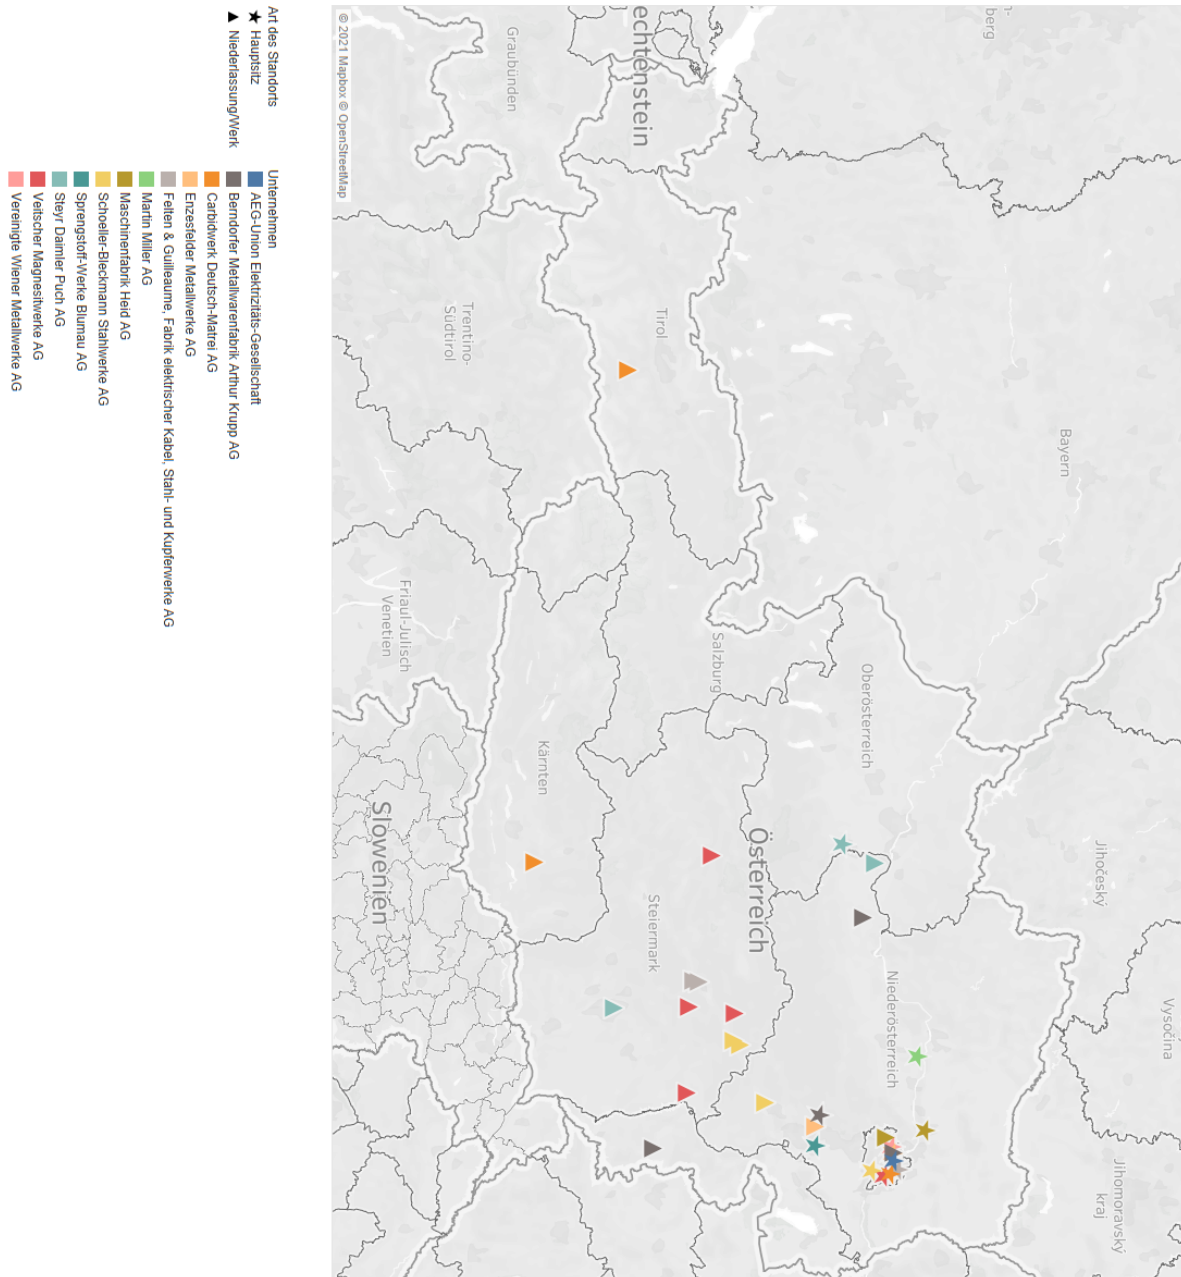 Art des Standorts
★ Hauptsitz
▲ Niederlassung/Werk
Unternehmen
AEG-Union Elektrizitäts-Gesellschaft
Berndorfer Metallwarenfabrik Arthur Krupp AG
Carbidwerk Deutsch-Matrei AG
Enzesfelder Metallwerke AG
Felten & Guilleaume, Fabrik elektrischer Kabel, Stahl- und Kupferwerke AG
Martin Miller AG
Maschinenfabrik Heid AG
Schoeller-Bleckmann Stahlwerke AG
Sprengstoff-Werke Blumau AG
Steyr Daimler Puch AG
Veitscher Magnesitwerke AG
Vereinigte Wiener Metallwerke AG
n-
berg
Bayern
Jihočeský
Vysočina
Jihomoravský
kraj
Oberösterreich
Niederösterreich
Österreich
Salzburg
Tirol
echtenstein
Steiermark
Kärnten
Graubünden
Trentino-
Südtirol
Friaul-Julisch
Venetien
Slowenien
© 2021 Mapbox © OpenStreetMap